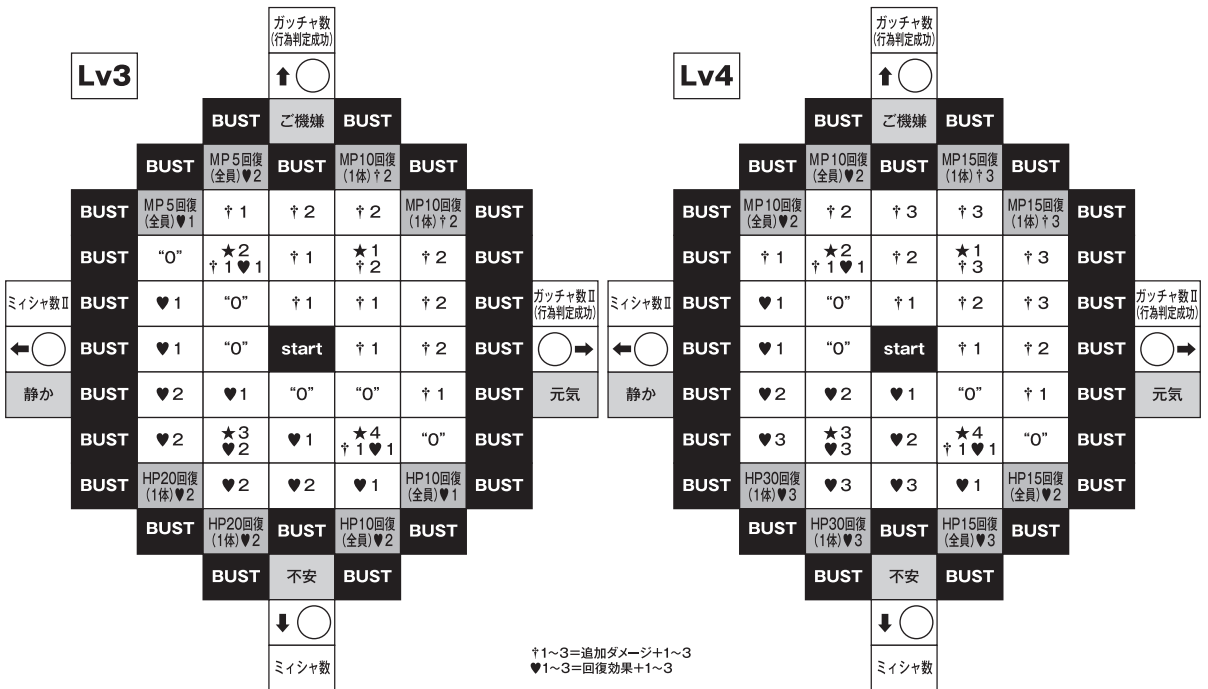 ガッチャ数
(行為判定成功)
Lv3
⬆
BUST ご機嫌 BUST
BUST MP5回復(全員)♥2 BUST MP10回復(1体)†2 BUST
BUST MP5回復(全員)♥1 †1 †2 †2 MP10回復(1体)†2 BUST
BUST “0” ★2†1♥1 †1 ★1†2 †2 BUST
ミィシャ数Ⅱ BUST ♥1 “0” †1 †1 †2 BUST ガッチャ数Ⅱ(行為判定成功)
⬅ BUST ♥1 “0” start †1 †2 BUST ➡
静か BUST ♥2 ♥1 “0” “0” †1 BUST 元気
BUST ♥2 ★3♥2 ♥1 ★4†1♥1 “0” BUST
BUST HP20回復(1体)♥2 ♥2 ♥2 ♥1 HP10回復(全員)♥1 BUST
BUST HP20回復(1体)♥2 BUST HP10回復(全員)♥2 BUST
BUST 不安 BUST
⬇
ミィシャ数
ガッチャ数
(行為判定成功)
Lv4
⬆
BUST ご機嫌 BUST
BUST MP10回復(全員)♥2 BUST MP15回復(1体)†3 BUST
BUST MP10回復(全員)♥2 †2 †3 †3 MP15回復(1体)†3 BUST
BUST †1 ★2†1♥1 †2 ★1†3 †3 BUST
ミィシャ数Ⅱ BUST ♥1 “0” †1 †2 †3 BUST ガッチャ数Ⅱ(行為判定成功)
⬅ BUST ♥1 “0” start †1 †2 BUST ➡
静か BUST ♥2 ♥2 ♥1 “0” †1 BUST 元気
BUST ♥3 ★3♥3 ♥2 ★4†1♥1 “0” BUST
BUST HP30回復(1体)♥3 ♥3 ♥3 ♥1 HP15回復(全員)♥2 BUST
BUST HP30回復(1体)♥3 BUST HP15回復(全員)♥3 BUST
BUST 不安 BUST
⬇
ミィシャ数
†1~3=追加ダメージ+1~3
♥1~3=回復効果+1~3